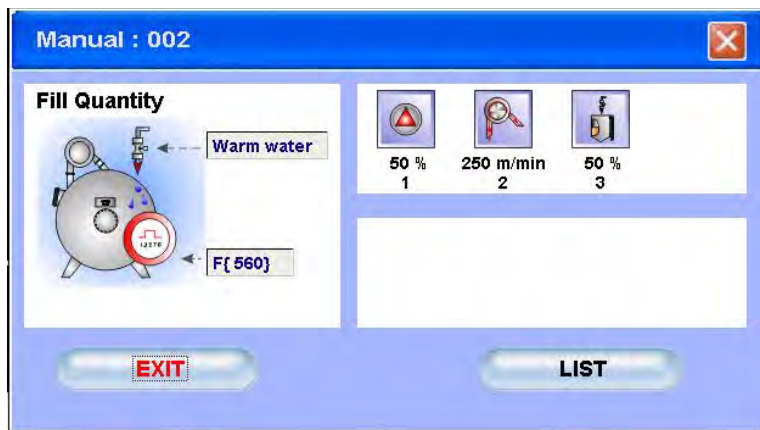 Manual : 002
Fill Quantity
Warm water
F{ 560}
50 %
1
250 m/min
2
50 %
3
EXIT
LIST